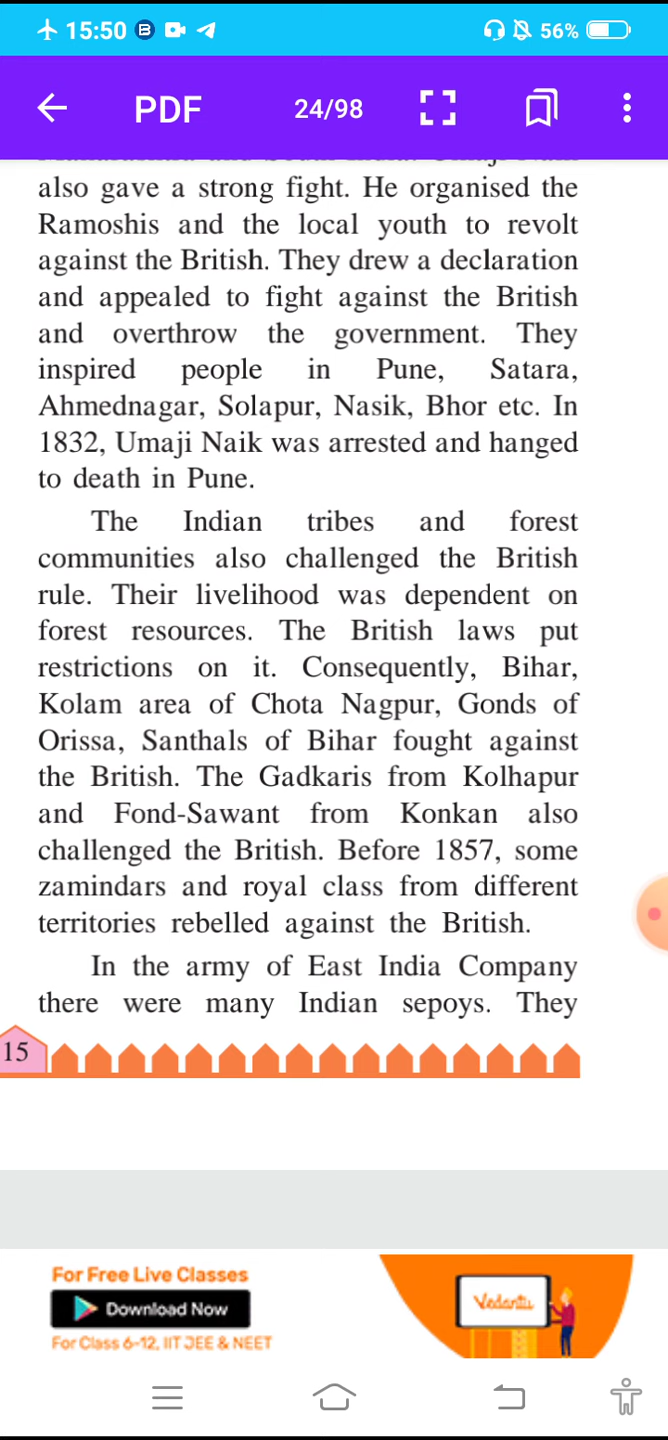 15:50
56%
PDF
24/98
also gave a strong fight. He organised the
Ramoshis and the local youth to revolt
against the British. They drew a declaration
and appealed to fight against the British
and overthrow the government. They
inspired people in Pune, Satara,
Ahmednagar, Solapur, Nasik, Bhor etc. In
1832, Umaji Naik was arrested and hanged
to death in Pune.
The Indian tribes and forest
communities also challenged the British
rule. Their livelihood was dependent on
forest resources. The British laws put
restrictions on it. Consequently, Bihar,
Kolam area of Chota Nagpur, Gonds of
Orissa, Santhals of Bihar fought against
the British. The Gadkaris from Kolhapur
and Fond-Sawant from Konkan also
challenged the British. Before 1857, some
zamindars and royal class from different
territories rebelled against the British.
In the army of East India Company
there were many Indian sepoys. They
15
For Free Live Classes
Download Now
For Class 6-12, IIT JEE & NEET
Vedantu